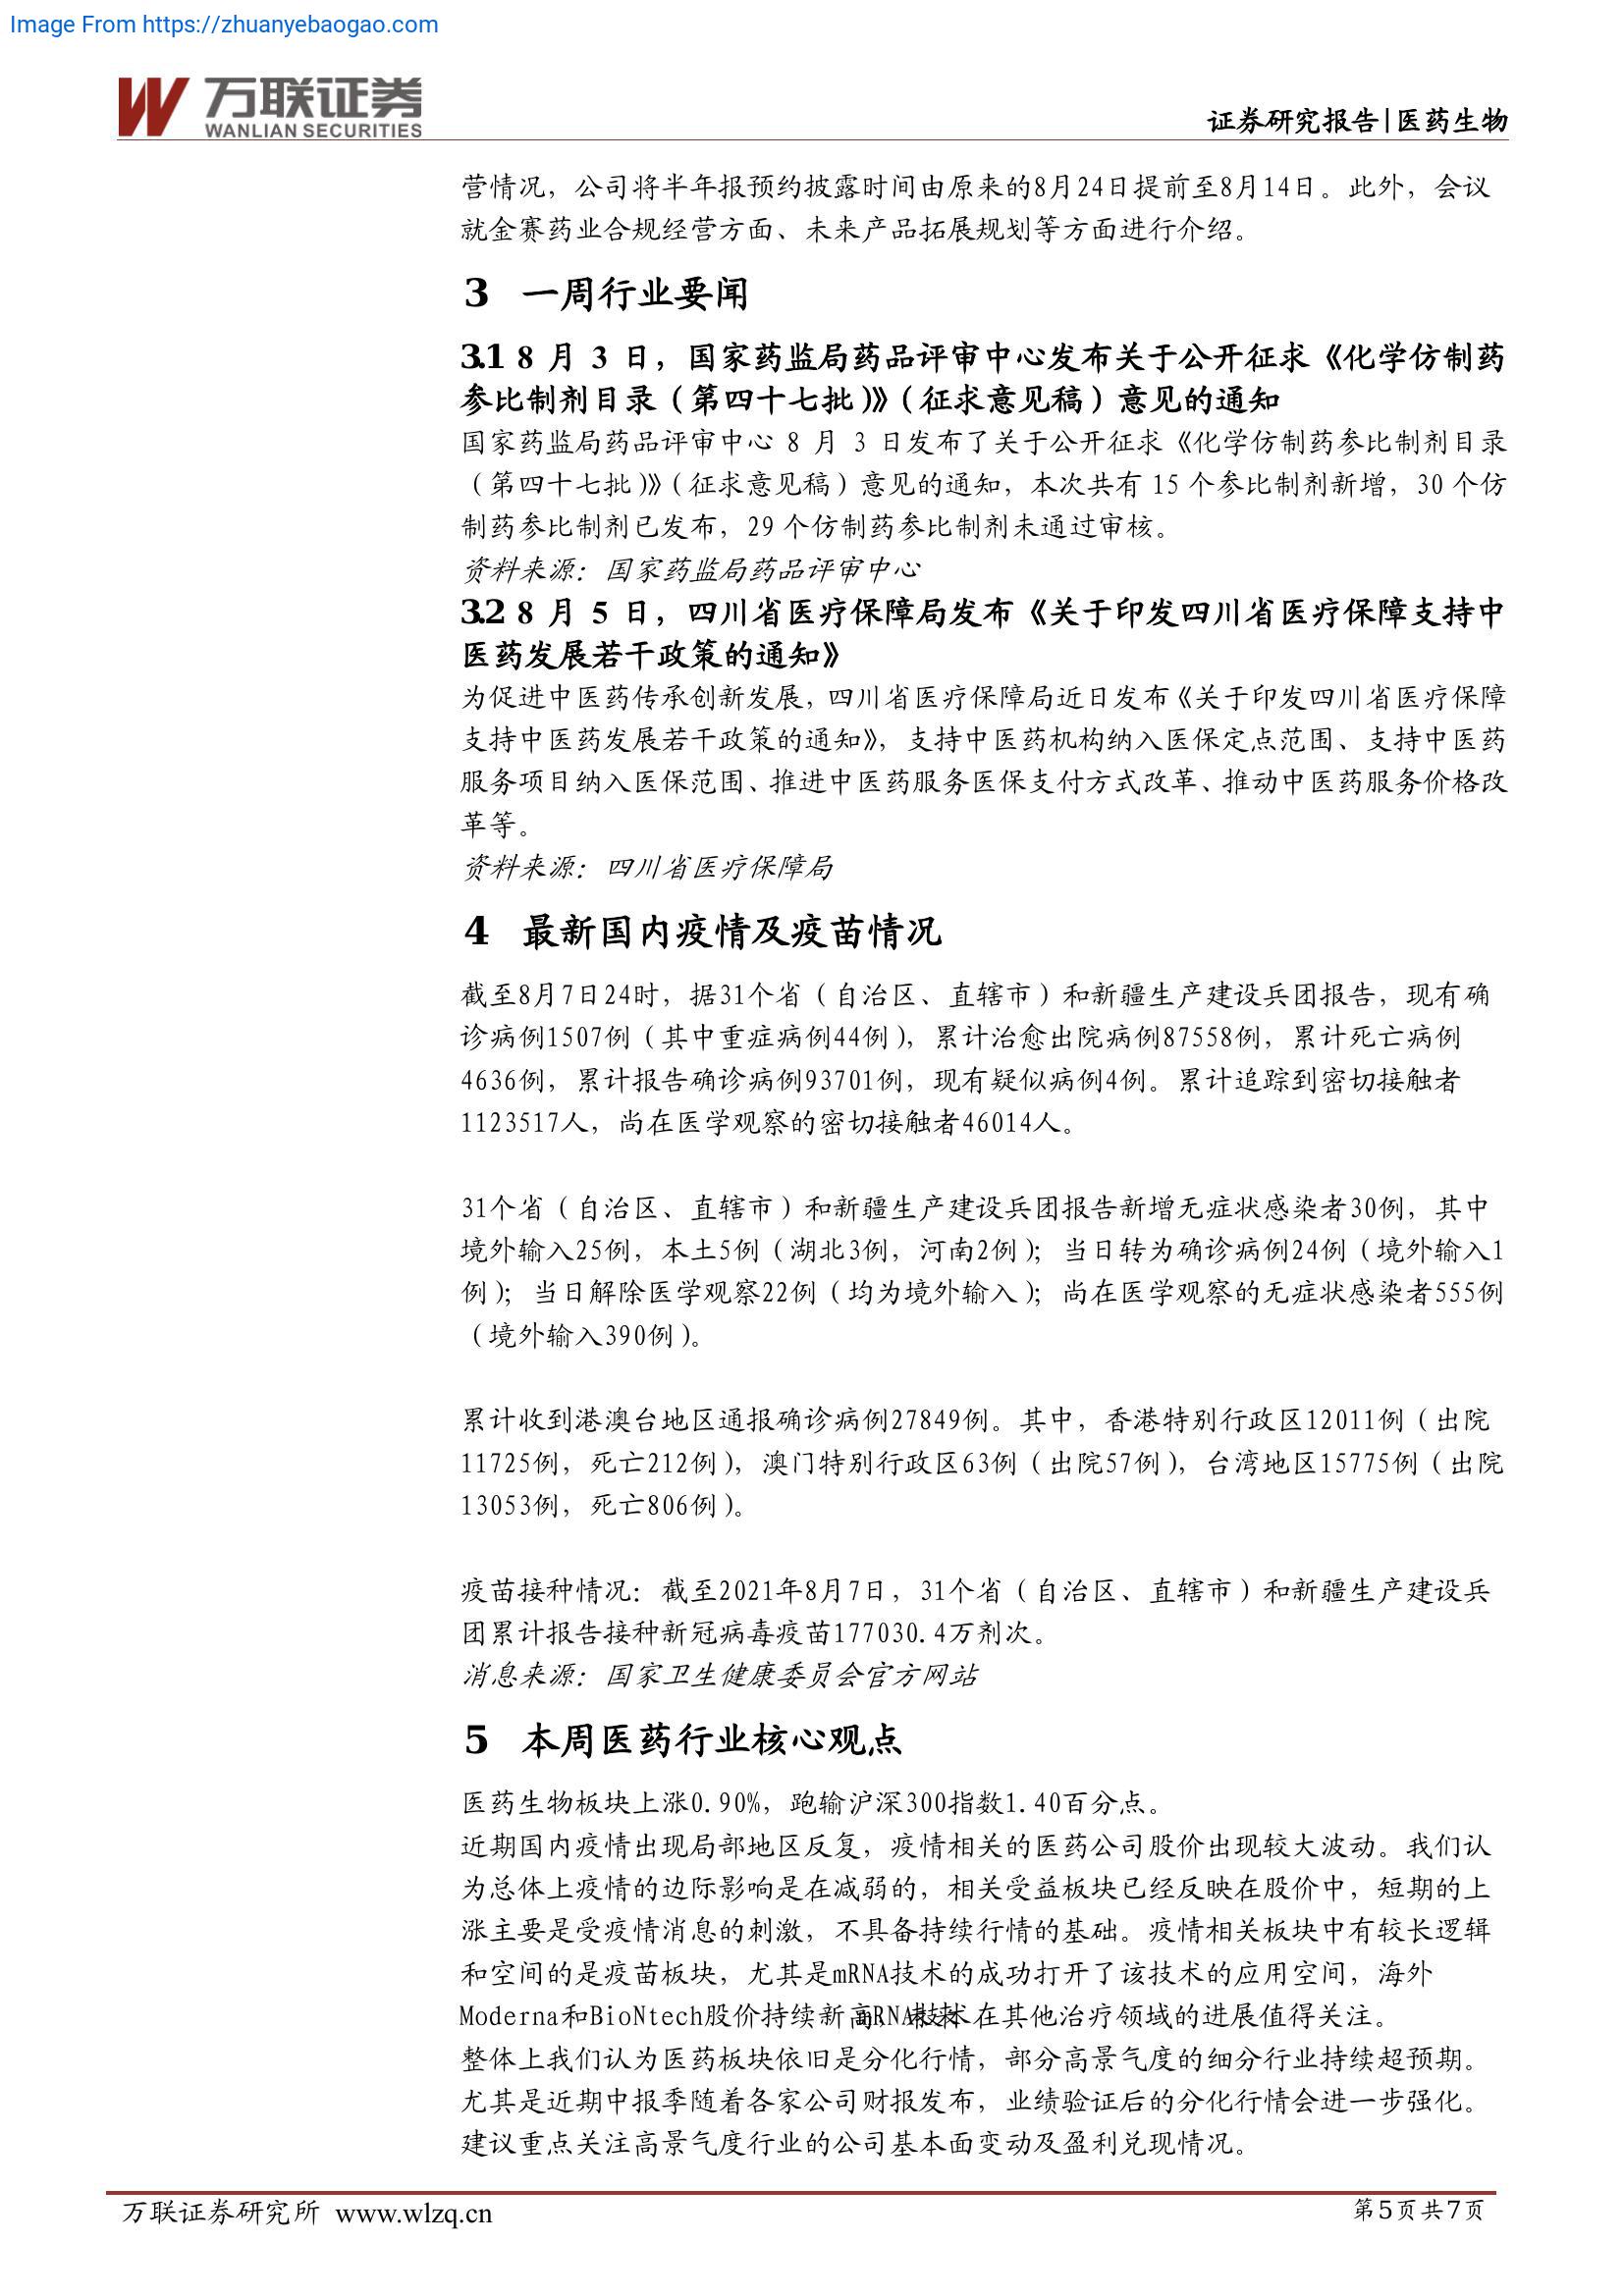 Image From https://zhuanyebaogao.com
万联证券
WANLIAN SECURITIES
证券研究报告|医药生物
营情况，公司将半年报预约披露时间由原来的8月24日提前至8月14日。此外，会议
就金赛药业合规经营方面、未来产品拓展规划等方面进行介绍。
3 一周行业要闻
3.1 8 月 3 日，国家药监局药品评审中心发布关于公开征求《化学仿制药
参比制剂目录（第四十七批）》（征求意见稿）意见的通知
国家药监局药品评审中心 8 月 3 日发布了关于公开征求《化学仿制药参比制剂目录
（第四十七批）》（征求意见稿）意见的通知，本次共有 15 个参比制剂新增，30 个仿
制药参比制剂已发布，29 个仿制药参比制剂未通过审核。
资料来源：国家药监局药品评审中心
3.2 8 月 5 日，四川省医疗保障局发布《关于印发四川省医疗保障支持中
医药发展若干政策的通知》
为促进中医药传承创新发展，四川省医疗保障局近日发布《关于印发四川省医疗保障
支持中医药发展若干政策的通知》，支持中医药机构纳入医保定点范围、支持中医药
服务项目纳入医保范围、推进中医药服务医保支付方式改革、推动中医药服务价格改
革等。
资料来源：四川省医疗保障局
4 最新国内疫情及疫苗情况
截至8月7日24时，据31个省（自治区、直辖市）和新疆生产建设兵团报告，现有确
诊病例1507例（其中重症病例44例），累计治愈出院病例87558例，累计死亡病例
4636例，累计报告确诊病例93701例，现有疑似病例4例。累计追踪到密切接触者
1123517人，尚在医学观察的密切接触者46014人。
31个省（自治区、直辖市）和新疆生产建设兵团报告新增无症状感染者30例，其中
境外输入25例，本土5例（湖北3例，河南2例）；当日转为确诊病例24例（境外输入1
例）；当日解除医学观察22例（均为境外输入）；尚在医学观察的无症状感染者555例
（境外输入390例）。
累计收到港澳台地区通报确诊病例27849例。其中，香港特别行政区12011例（出院
11725例，死亡212例），澳门特别行政区63例（出院57例），台湾地区15775例（出院
13053例，死亡806例）。
疫苗接种情况：截至2021年8月7日，31个省（自治区、直辖市）和新疆生产建设兵
团累计报告接种新冠病毒疫苗177030.4万剂次。
消息来源：国家卫生健康委员会官方网站
5 本周医药行业核心观点
医药生物板块上涨0.90%，跑输沪深300指数1.40百分点。
近期国内疫情出现局部地区反复，疫情相关的医药公司股价出现较大波动。我们认
为总体上疫情的边际影响是在减弱的，相关受益板块已经反映在股价中，短期的上
涨主要是受疫情消息的刺激，不具备持续行情的基础。疫情相关板块中有较长逻辑
和空间的是疫苗板块，尤其是mRNA技术的成功打开了该技术的应用空间，海外
Moderna和BioNtech股价持续新高，mRNA技术在其他治疗领域的进展值得关注。
整体上我们认为医药板块依旧是分化行情，部分高景气度的细分行业持续超预期。
尤其是近期中报季随着各家公司财报发布，业绩验证后的分化行情会进一步强化。
建议重点关注高景气度行业的公司基本面变动及盈利兑现情况。
万联证券研究所 www.wlzq.cn
第5页共7页